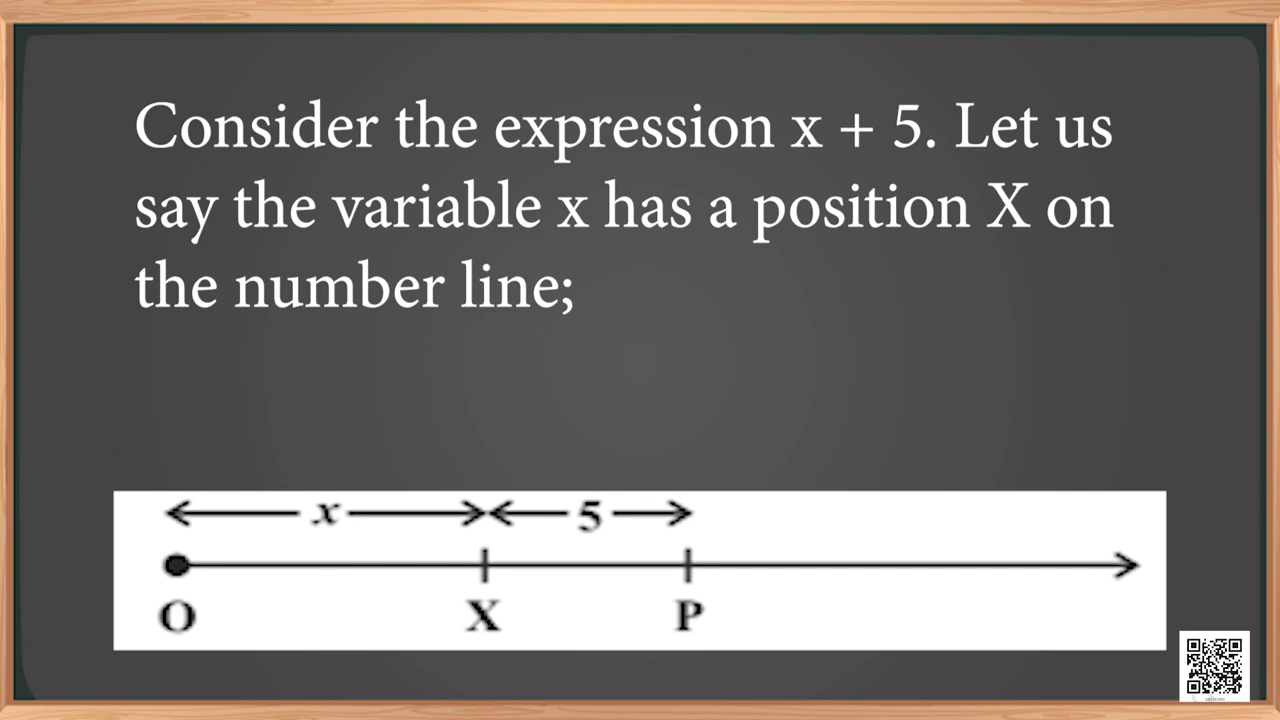 Consider the expression x + 5. Let us
say the variable x has a position X on
the number line;
x 5
O X P